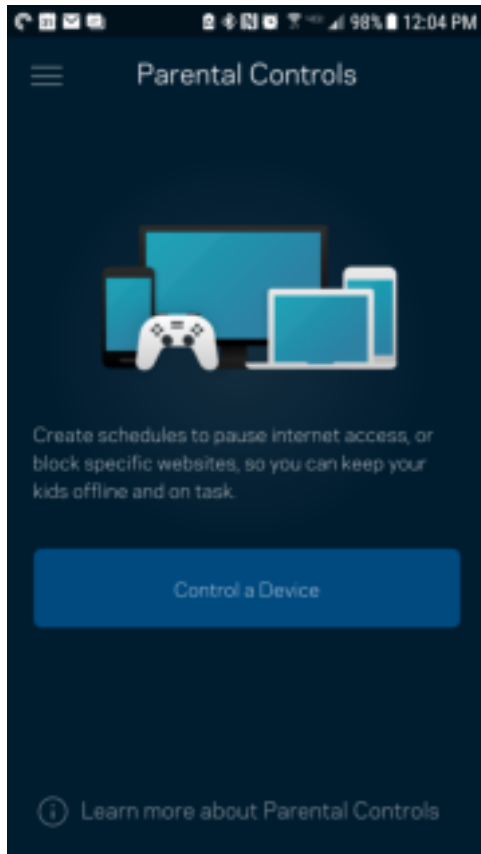 31 98% 12:04 PM
Parental Controls
Create schedules to pause internet access, or
block specific websites, so you can keep your
kids offline and on task.
Control a Device
Learn more about Parental Controls